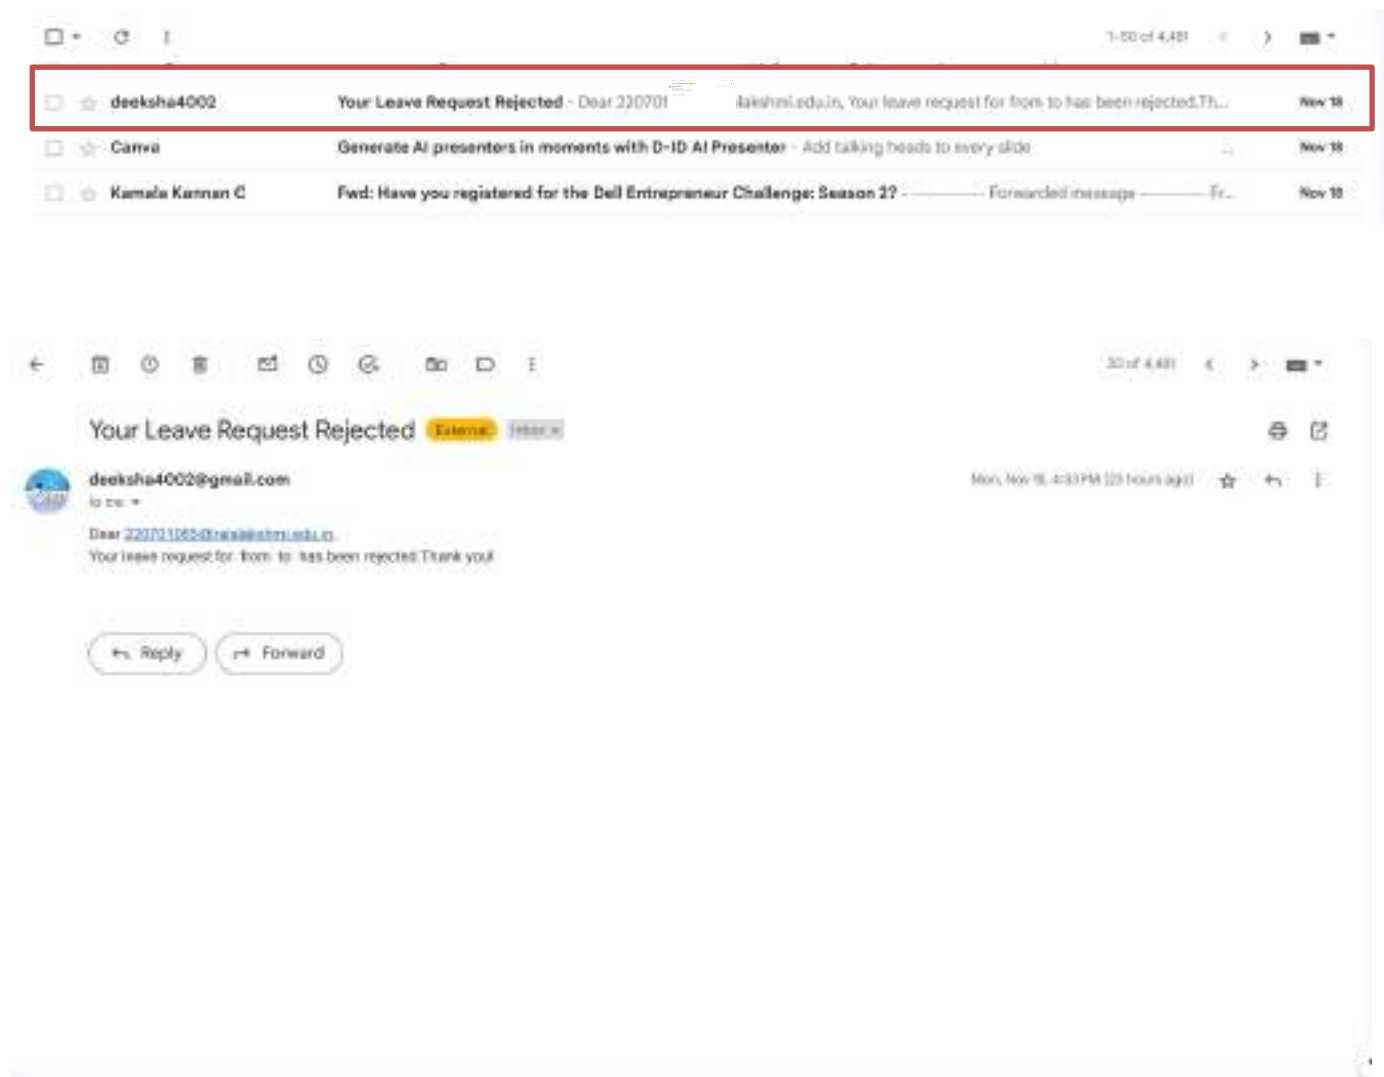 1-50 of 4,481
deeksha4002 Your Leave Request Rejected - Dear 220701 lakshmi.edu.in, Your leave request for from to has been rejected.Th... Nov 18
Canva Generate AI presenters in moments with D-ID AI Presenter - Add talking heads to every slide ... Nov 18
Kamala Kannan C Fwd: Have you registered for the Dell Entrepreneur Challenge: Season 2? - ---------- Forwarded message --------- Fr... Nov 18
30 of 4,481
Your Leave Request Rejected External Inbox ×
deeksha4002@gmail.com Mon, Nov 18, 4:33 PM (23 hours ago)
to me
Dear
Your leave request for from to has been rejected.Thank you!
Reply Forward